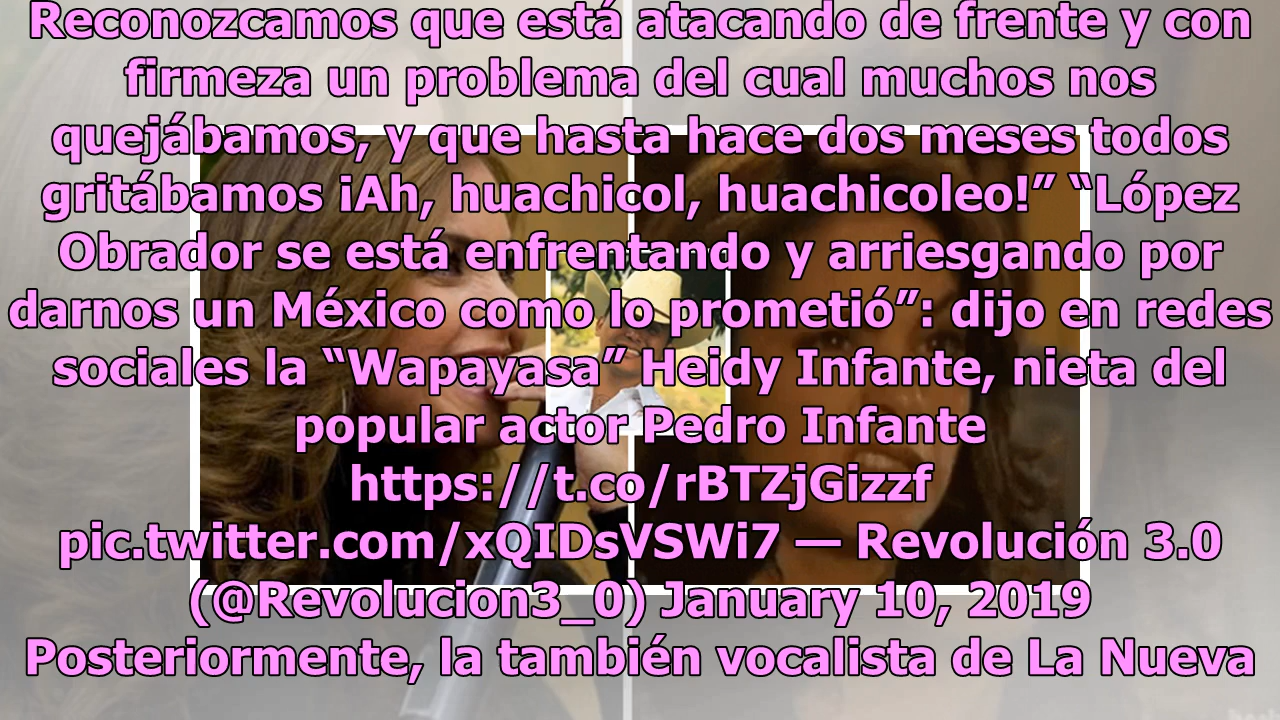 Reconozcamos que está atacando de frente y con
firmeza un problema del cual muchos nos
quejábamos, y que hasta hace dos meses todos
gritábamos ¡Ah, huachicol, huachicoleo!” “López
Obrador se está enfrentando y arriesgando por
darnos un México como lo prometió”: dijo en redes
sociales la “Wapayasa” Heidy Infante, nieta del
popular actor Pedro Infante
https://t.co/rBTZjGizzf
pic.twitter.com/xQIDsVSWi7 — Revolución 3.0
(@Revolucion3_0) January 10, 2019
Posteriormente, la también vocalista de La Nueva